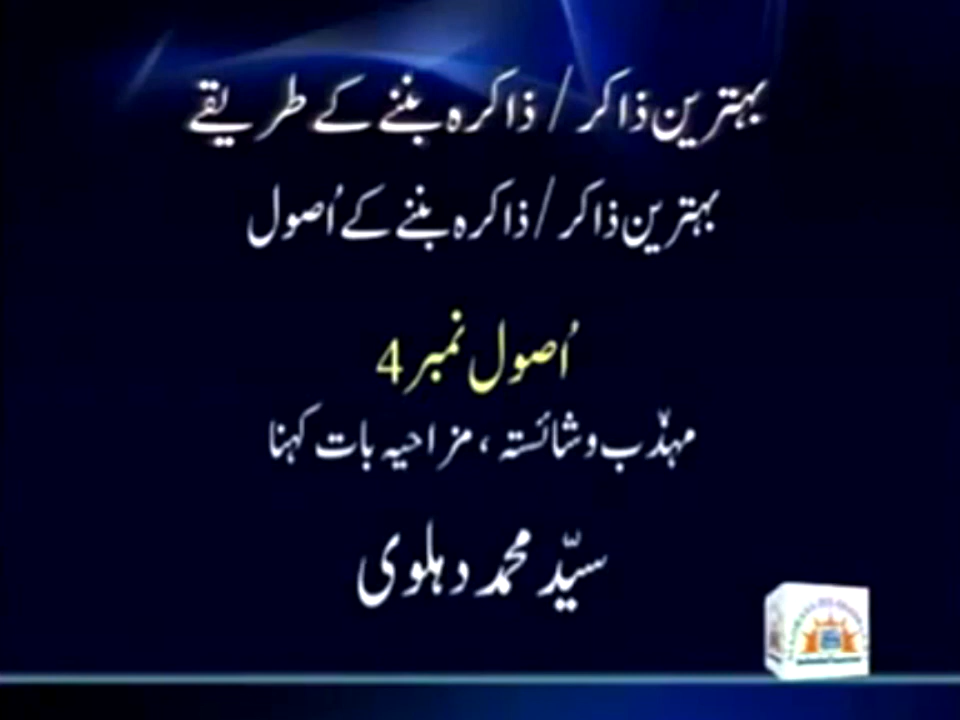 بہترین ذاکر / ذاکرہ بننے کے طریقے
بہترین ذاکر / ذاکرہ بننے کے اُصول
اُصول نمبر 4
مہذّب و شائستہ ، مزاحیہ بات کہنا
سیّد محمد دہلوی